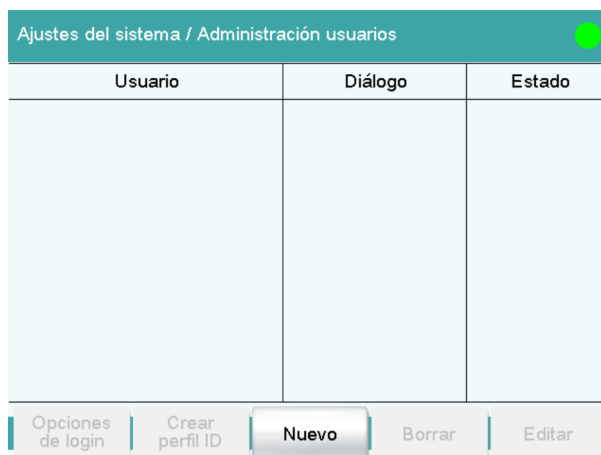 Ajustes del sistema / Administración usuarios
Usuario Diálogo Estado
Opciones de login Crear perfil ID Nuevo Borrar Editar